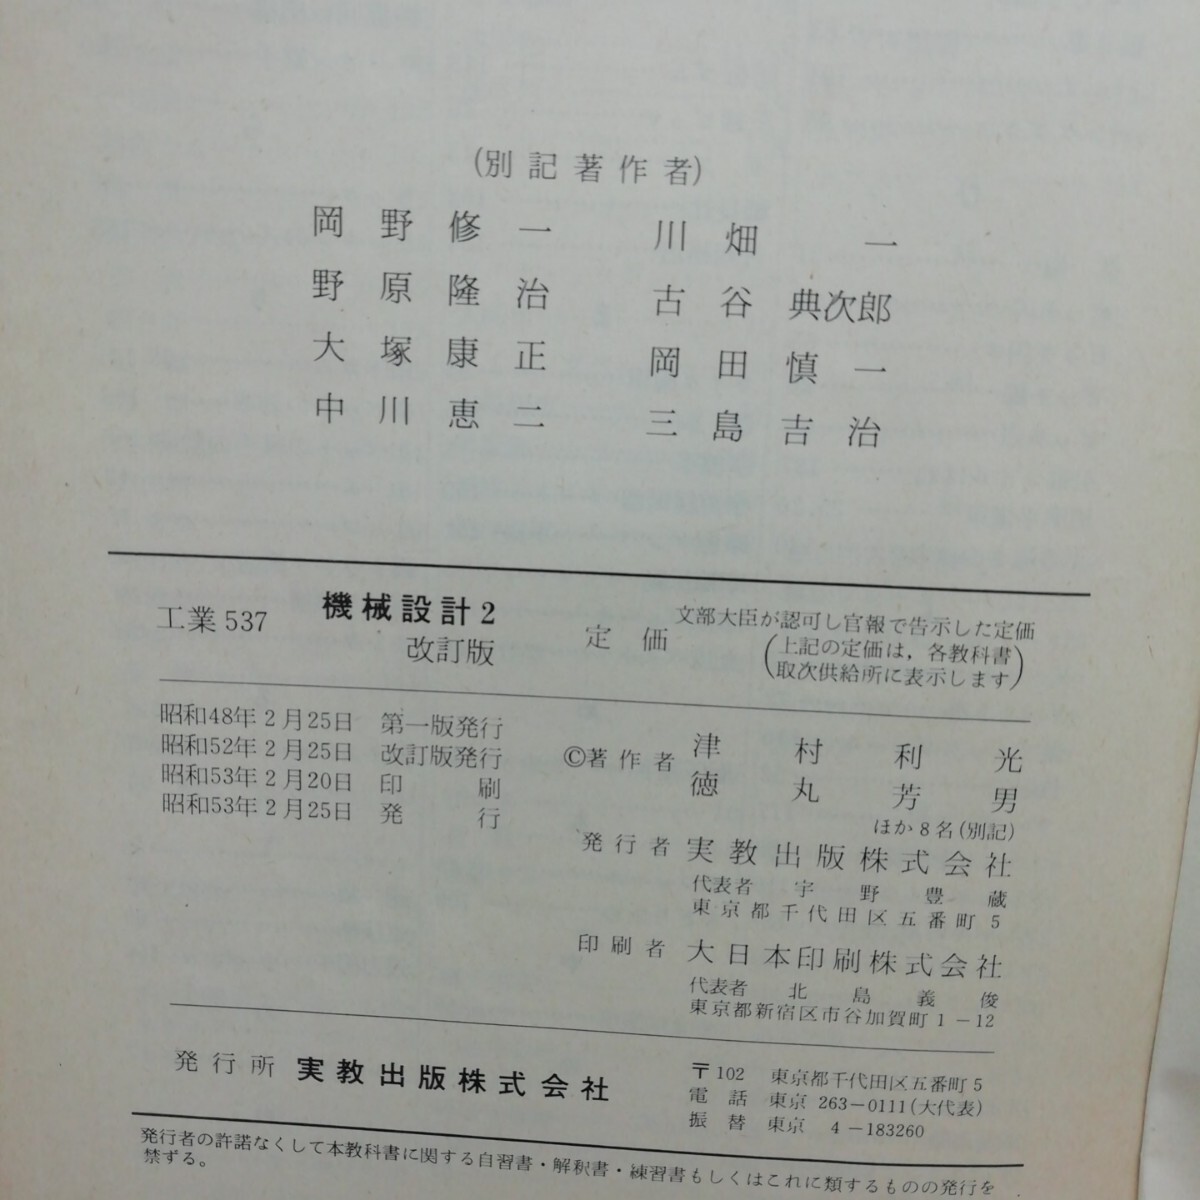 (別記著作者)
岡野修一 川畑一
野原隆治 古谷典次郎
大塚康正 岡田慎一
中川恵二 三島吉治
工業537 機械設計2
改訂版
定価 文部大臣が認可し官報で告示した定価
(上記の定価は，各教科書
取次供給所に表示します)
昭和48年2月25日 第一版発行
昭和52年2月25日 改訂版発行
昭和53年2月20日 印刷
昭和53年2月25日 発行
©著作者 津村利光
徳丸芳男
ほか8名(別記)
発行者 実教出版株式会社
代表者 宇野豊蔵
東京都千代田区五番町5
印刷者 大日本印刷株式会社
代表者 北島義俊
東京都新宿区市谷加賀町1-12
発行所 実教出版株式会社
〒102 東京都千代田区五番町5
電話 東京 263-0111(大代表)
振替 東京 4-183260
発行者の許諾なくして本教科書に関する自習書・解釈書・練習書もしくはこれに類するものの発行を
禁ずる。